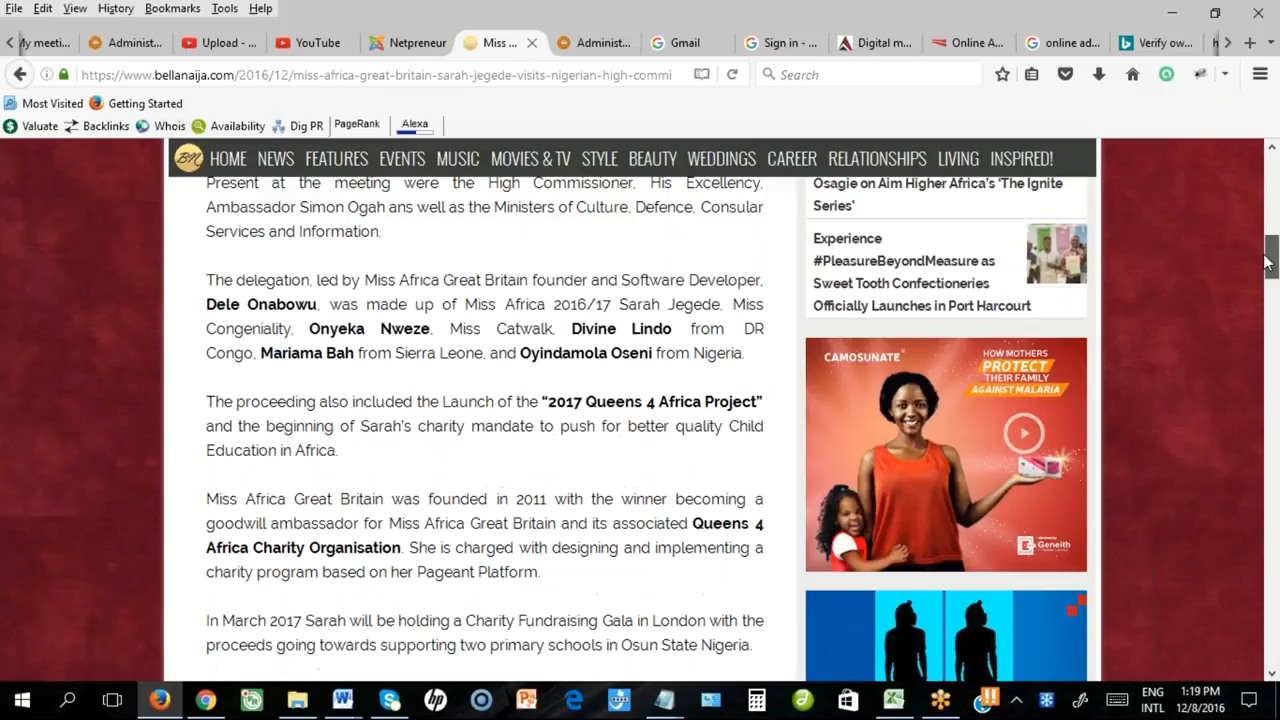 File Edit View History Bookmarks Tools Help
My meeti... Administ... Upload - ... YouTube Netpreneur Miss ... Administ... Gmail Sign in - ... Digital m... Online A... online ad... Verify ow...
https://www.bellanaija.com/2016/12/miss-africa-great-britain-sarah-jegede-visits-nigerian-high-commi Search
Most Visited Getting Started
Valuate Backlinks Whois Availability Dig PR PageRank Alexa
BN HOME NEWS FEATURES EVENTS MUSIC MOVIES & TV STYLE BEAUTY WEDDINGS CAREER RELATIONSHIPS LIVING INSPIRED!
Present at the meeting were the High Commissioner, His Excellency,
Ambassador Simon Ogah ans well as the Ministers of Culture, Defence, Consular
Services and Information.
The delegation, led by Miss Africa Great Britain founder and Software Developer,
Dele Onabowu, was made up of Miss Africa 2016/17 Sarah Jegede, Miss
Congeniality, Onyeka Nweze, Miss Catwalk, Divine Lindo from DR
Congo, Mariama Bah from Sierra Leone, and Oyindamola Oseni from Nigeria.
The proceeding also included the Launch of the “2017 Queens 4 Africa Project”
and the beginning of Sarah's charity mandate to push for better quality Child
Education in Africa.
Miss Africa Great Britain was founded in 2011 with the winner becoming a
goodwill ambassador for Miss Africa Great Britain and its associated Queens 4
Africa Charity Organisation. She is charged with designing and implementing a
charity program based on her Pageant Platform.
In March 2017 Sarah will be holding a Charity Fundraising Gala in London with the
proceeds going towards supporting two primary schools in Osun State Nigeria.
Osagie on Aim Higher Africa's ‘The Ignite
Series’
Experience
#PleasureBeyondMeasure as
Sweet Tooth Confectioneries
Officially Launches in Port Harcourt
CAMOSUNATE
HOW MOTHERS
PROTECT
THEIR FAMILY
AGAINST MALARIA
Geneith
ENG 1:19 PM
INTL 12/8/2016